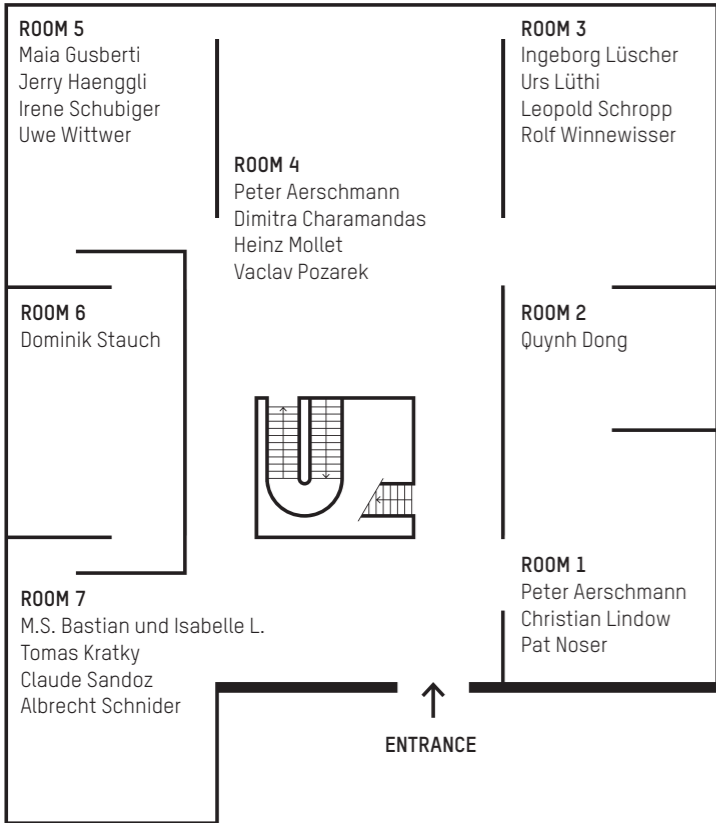 ROOM 5
Maia Gusberti
Jerry Haenggli
Irene Schubiger
Uwe Wittwer
ROOM 3
Ingeborg Lüscher
Urs Lüthi
Leopold Schropp
Rolf Winnewisser
ROOM 4
Peter Aerschmann
Dimitra Charamandas
Heinz Mollet
Vaclav Pozarek
ROOM 6
Dominik Stauch
ROOM 2
Quynh Dong
ROOM 1
Peter Aerschmann
Christian Lindow
Pat Noser
ROOM 7
M.S. Bastian und Isabelle L.
Tomas Kratky
Claude Sandoz
Albrecht Schnider
ENTRANCE